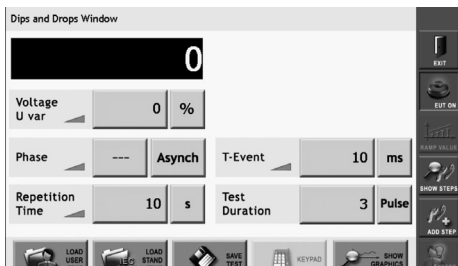 Dips and Drops Window
0
EXIT
Voltage
U var
0 %
EUT ON
RAMP VALUE
Phase
--- Asynch
T-Event
10 ms
SHOW STEPS
Repetition
Time
10 s
Test
Duration
3 Pulse
ADD STEP
LOAD
USER
IEC
LOAD
STAND
SAVE
TEST
KEYPAD
SHOW
GRAPHICS